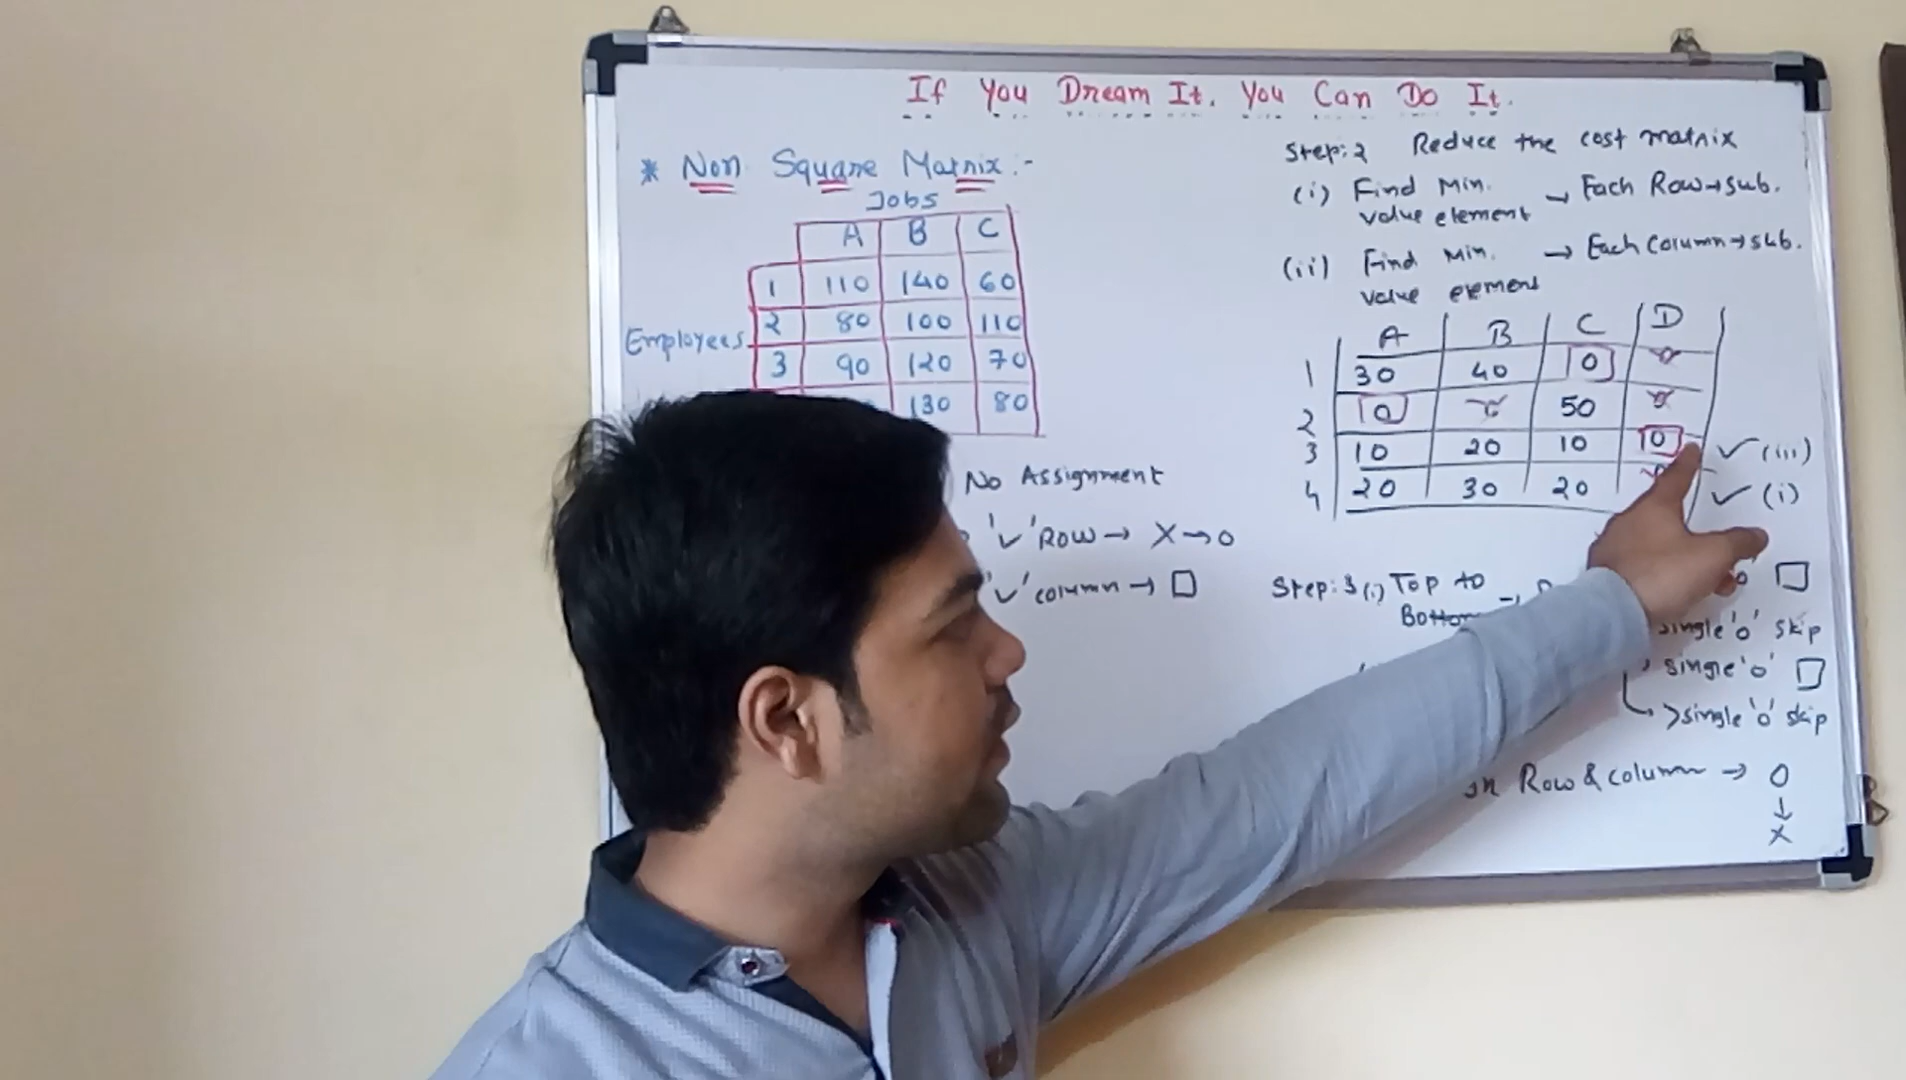 If You Dream It. You Can Do It.
* Non Square Matrix :-
Jobs
A B C
1 110 140 60
2 80 100 110
Employees
3 90 120 70
130 80
No Assignment
'✓' Row → X → 0
'✓' column → □
Step: 2 Reduce the cost matrix
(i) Find Min. value element → Each Row → sub.
(ii) Find Min. value element → Each Column → sub.
A B C D
1 30 40 0 0
2 0 0 50 0
3 10 20 10 0 ✓ (iii)
4 20 30 20 ✓ (i)
Step: 3 (i) Top to
Bottom →
□
single '0' skip
single '0' □
> single '0' skip
Row & column → 0
↓
X